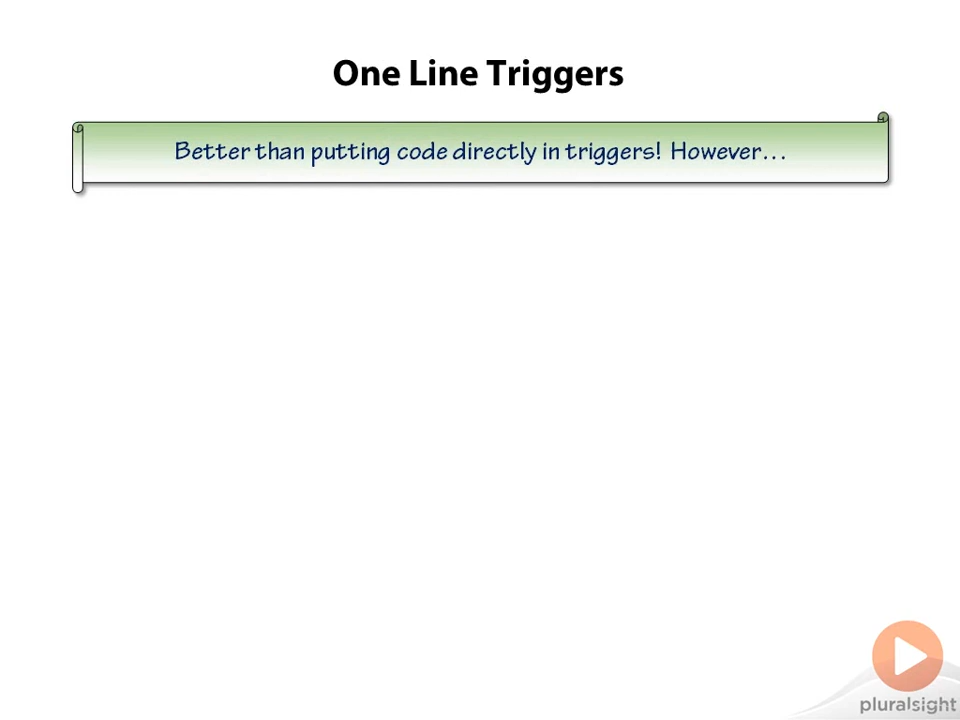 One Line Triggers
Better than putting code directly in triggers! However...
pluralsight